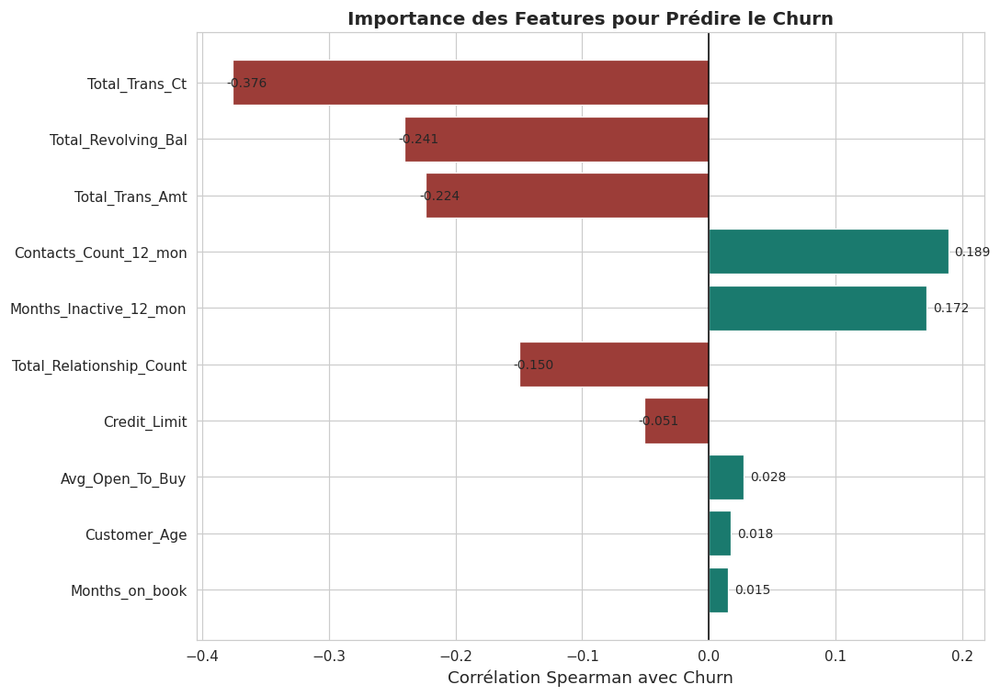 Importance des Features pour Prédire le Churn
Total_Trans_Ct
-0.376
Total_Revolving_Bal
-0.241
Total_Trans_Amt
-0.224
Contacts_Count_12_mon
0.189
Months_Inactive_12_mon
0.172
Total_Relationship_Count
-0.150
Credit_Limit
-0.051
Avg_Open_To_Buy
0.028
Customer_Age
0.018
Months_on_book
0.015
−0.4 −0.3 −0.2 −0.1 0.0 0.1 0.2
Corrélation Spearman avec Churn